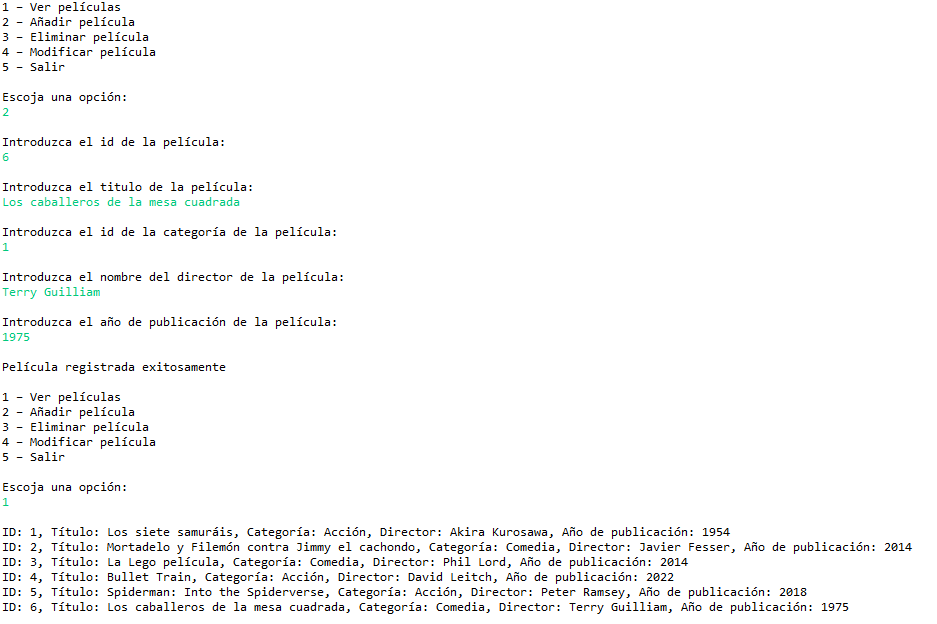 1 – Ver películas
2 – Añadir película
3 – Eliminar película
4 – Modificar película
5 – Salir
Escoja una opción:
2
Introduzca el id de la película:
6
Introduzca el titulo de la película:
Los caballeros de la mesa cuadrada
Introduzca el id de la categoría de la película:
1
Introduzca el nombre del director de la película:
Terry Guilliam
Introduzca el año de publicación de la película:
1975
Película registrada exitosamente
1 – Ver películas
2 – Añadir película
3 – Eliminar película
4 – Modificar película
5 – Salir
Escoja una opción:
1
ID: 1, Título: Los siete samuráis, Categoría: Acción, Director: Akira Kurosawa, Año de publicación: 1954
ID: 2, Título: Mortadelo y Filemón contra Jimmy el cachondo, Categoría: Comedia, Director: Javier Fesser, Año de publicación: 2014
ID: 3, Título: La Lego película, Categoría: Comedia, Director: Phil Lord, Año de publicación: 2014
ID: 4, Título: Bullet Train, Categoría: Acción, Director: David Leitch, Año de publicación: 2022
ID: 5, Título: Spiderman: Into the Spiderverse, Categoría: Acción, Director: Peter Ramsey, Año de publicación: 2018
ID: 6, Título: Los caballeros de la mesa cuadrada, Categoría: Comedia, Director: Terry Guilliam, Año de publicación: 1975